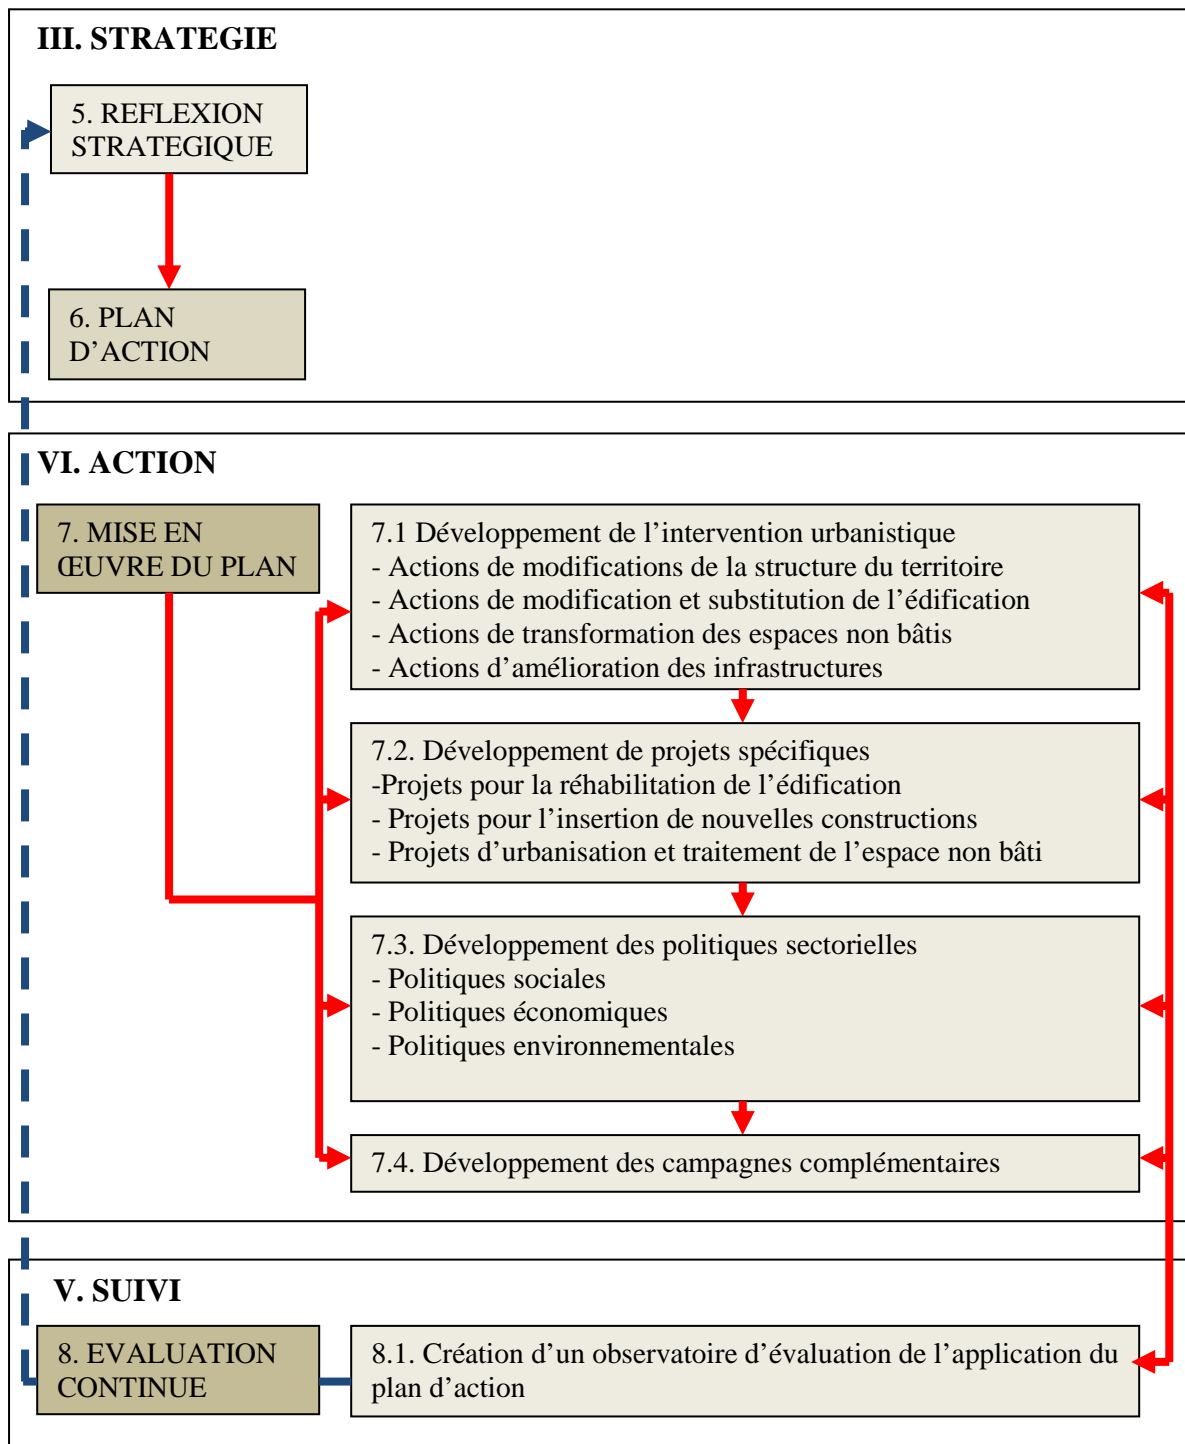 III. STRATEGIE
5. REFLEXION
STRATEGIQUE
6. PLAN
D’ACTION
VI. ACTION
7. MISE EN
ŒUVRE DU PLAN
7.1 Développement de l’intervention urbanistique
- Actions de modifications de la structure du territoire
- Actions de modification et substitution de l’édification
- Actions de transformation des espaces non bâtis
- Actions d’amélioration des infrastructures
7.2. Développement de projets spécifiques
-Projets pour la réhabilitation de l’édification
- Projets pour l’insertion de nouvelles constructions
- Projets d’urbanisation et traitement de l’espace non bâti
7.3. Développement des politiques sectorielles
- Politiques sociales
- Politiques économiques
- Politiques environnementales
7.4. Développement des campagnes complémentaires
V. SUIVI
8. EVALUATION
CONTINUE
8.1. Création d’un observatoire d’évaluation de l’application du
plan d’action